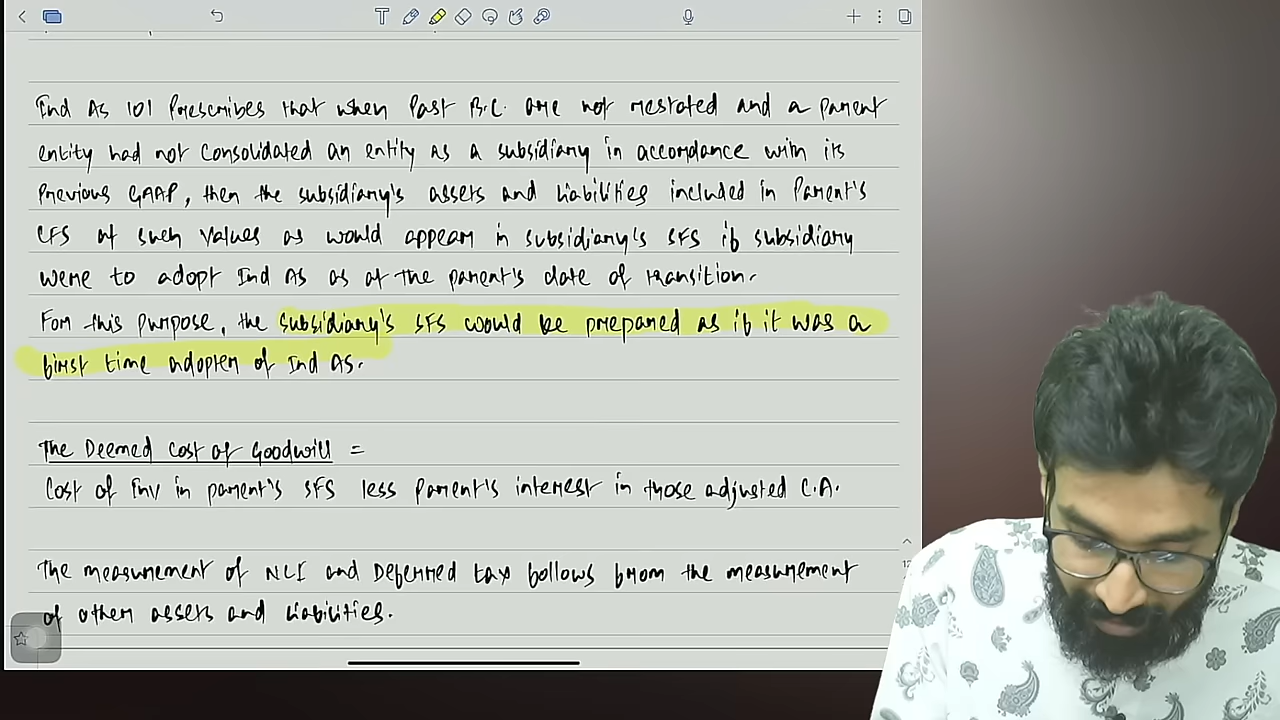 Ind AS 101 Prescribes that when Past B.C. are not restated and a parent
entity had not consolidated an entity as a subsidiary in accordance with its
Previous GAAP, then the subsidiary's assets and liabilities included in Parent's
CFS at such values as would appear in subsidiary's SFS if subsidiary
were to adopt Ind AS as at the parent's date of transition.
For this purpose, the subsidiary's SFS would be prepared as if it was a
first time adopter of Ind AS.
The Deemed cost of Goodwill =
Cost of Inv in parent's SFS less Parent's interest in those adjusted C.A.
The measurement of NCI and Deferred tax follows from the measurement
of other assets and liabilities.